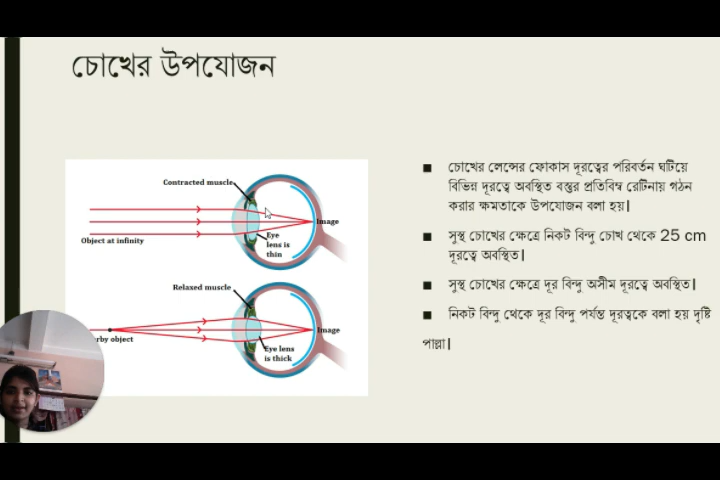 চোখের উপযোজন
Contracted muscle
Image
Object at infinity
Eye
lens is
thin
Relaxed muscle
Image
rby object
Eye lens
is thick
■ চোখের লেন্সের ফোকাস দূরত্বের পরিবর্তন ঘটিয়ে
বিভিন্ন দূরত্বে অবস্থিত বস্তুর প্রতিবিম্ব রেটিনায় গঠন
করার ক্ষমতাকে উপযোজন বলা হয়।
■ সুস্থ চোখের ক্ষেত্রে নিকট বিন্দু চোখ থেকে 25 cm
দূরত্বে অবস্থিত।
■ সুস্থ চোখের ক্ষেত্রে দূর বিন্দু অসীম দূরত্বে অবস্থিত।
■ নিকট বিন্দু থেকে দূর বিন্দু পর্যন্ত দূরত্বকে বলা হয় দৃষ্টি
পাল্লা।